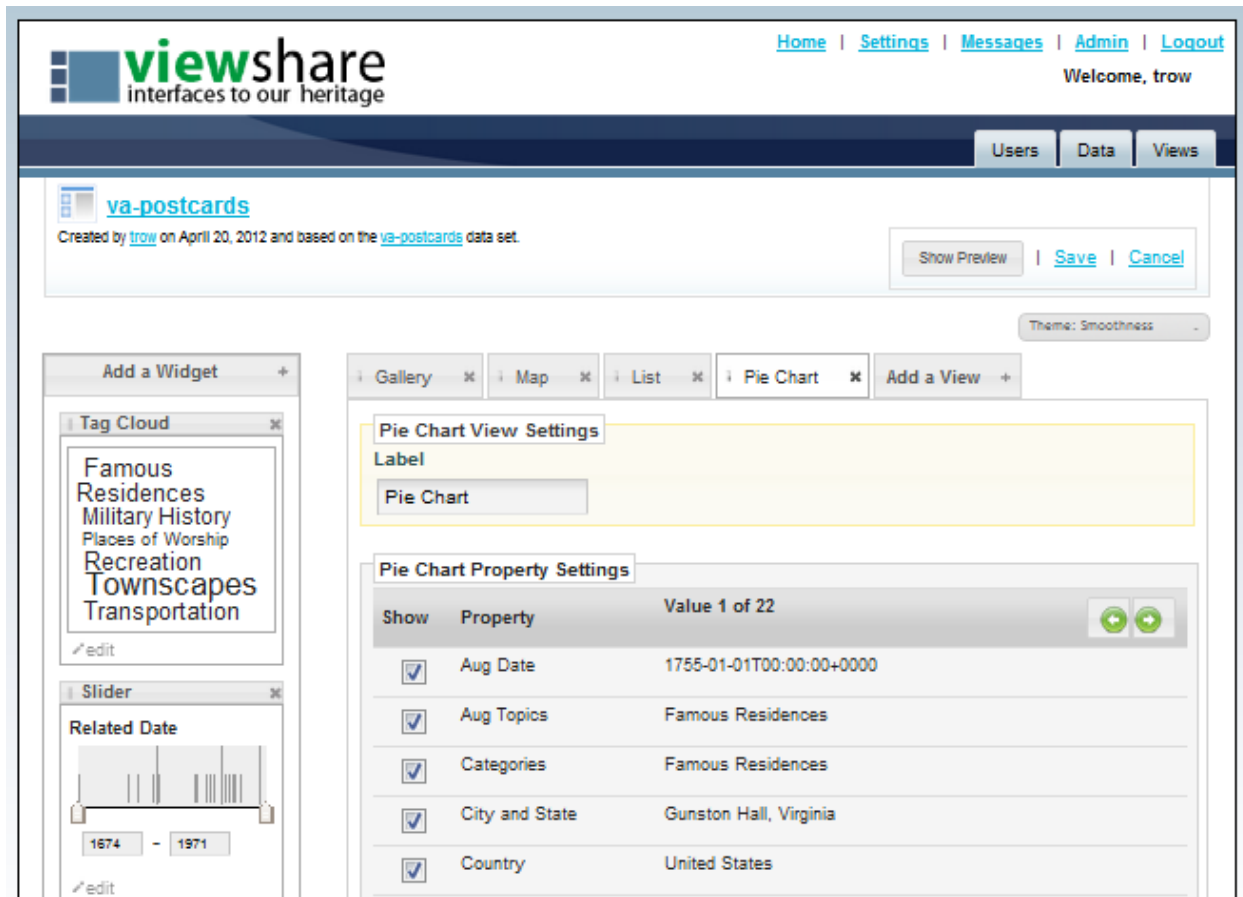 viewshare
interfaces to our heritage
Home | Settings | Messages | Admin | Logout
Welcome, trow
Users Data Views
va-postcards
Created by trow on April 20, 2012 and based on the va-postcards data set.
Show Preview | Save | Cancel
Theme: Smoothness
Add a Widget +
Gallery × Map × List × Pie Chart × Add a View +
Tag Cloud ×
Famous
Residences
Military History
Places of Worship
Recreation
Townscapes
Transportation
edit
Slider ×
Related Date
1674 - 1971
edit
Pie Chart View Settings
Label
Pie Chart
Pie Chart Property Settings
Show Property Value 1 of 22
Aug Date 1755-01-01T00:00:00+0000
Aug Topics Famous Residences
Categories Famous Residences
City and State Gunston Hall, Virginia
Country United States